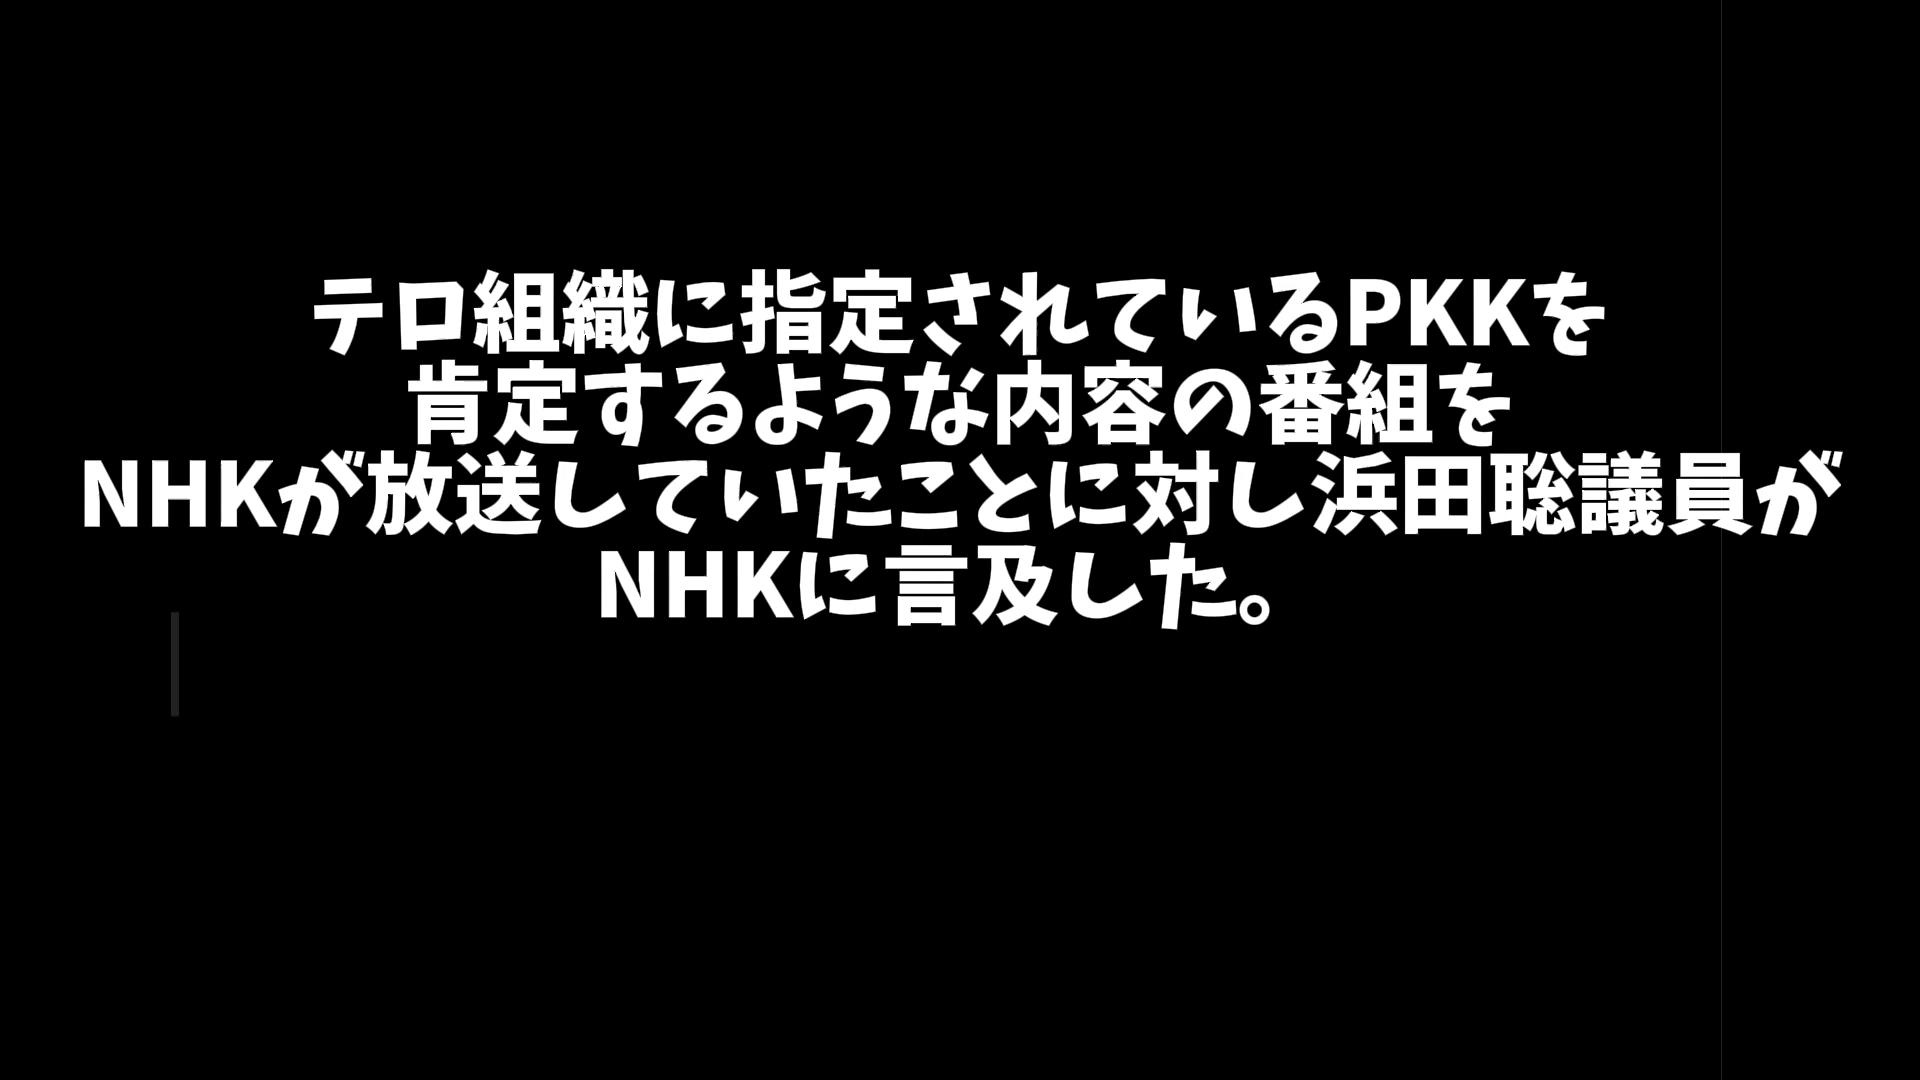 テロ組織に指定されているPKKを
肯定するような内容の番組を
NHKが放送していたことに対し浜田聡議員が
NHKに言及した。